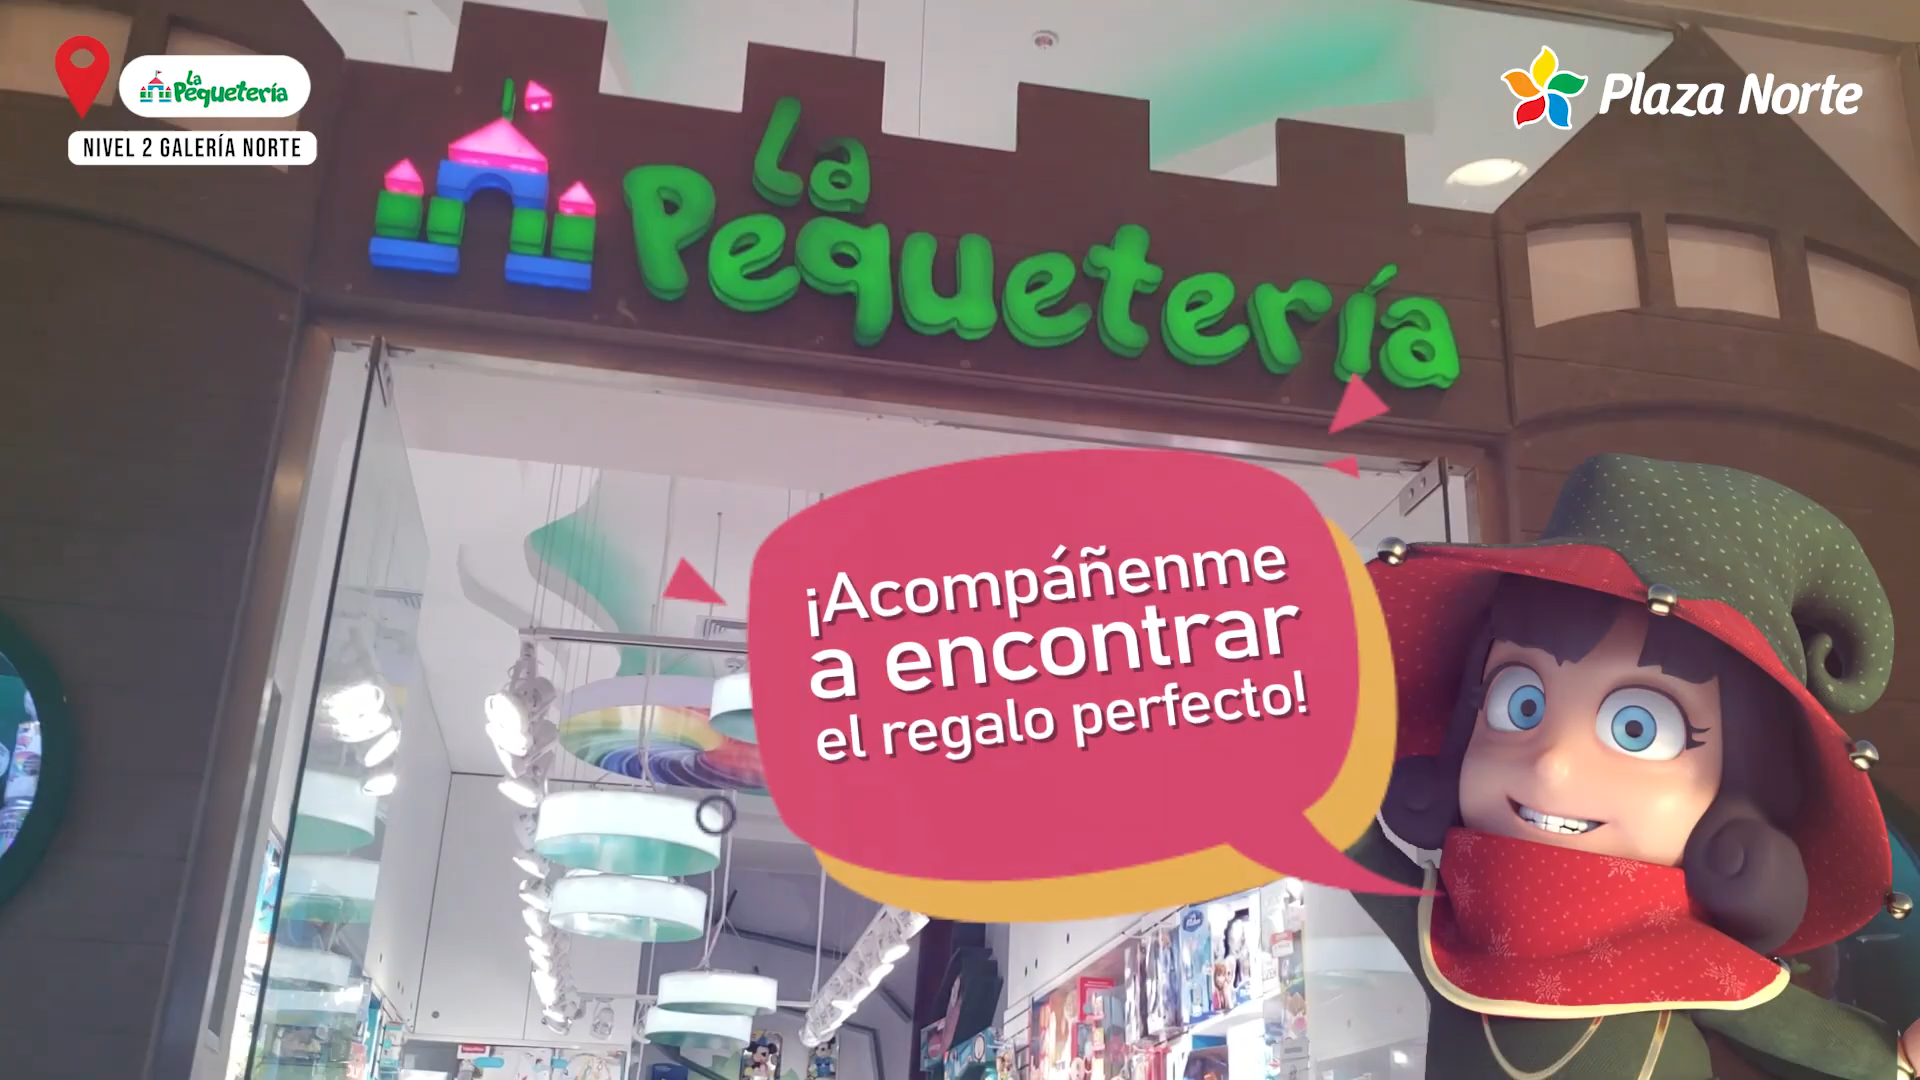 La
Pequetería
NIVEL 2 GALERÍA NORTE
Plaza Norte
La
Pequetería
¡Acompáñenme
a encontrar
el regalo perfecto!